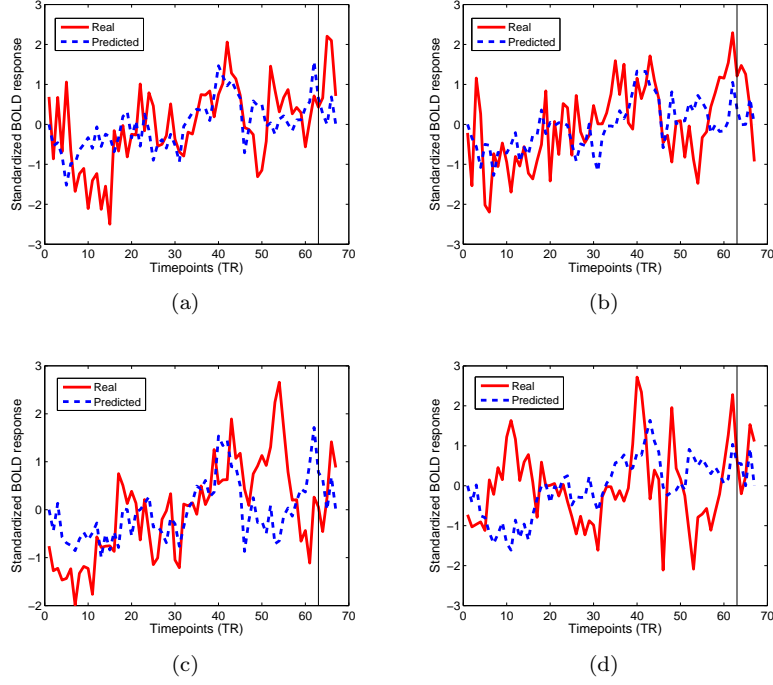 3
2
1
0
−1
−2
−3
0 10 20 30 40 50 60 70
Standardized BOLD response
Timepoints (TR)
Real
Predicted
(a)
3
2
1
0
−1
−2
−3
0 10 20 30 40 50 60 70
Standardized BOLD response
Timepoints (TR)
Real
Predicted
(b)
3
2
1
0
−1
−2
0 10 20 30 40 50 60 70
Standardized BOLD response
Timepoints (TR)
Real
Predicted
(c)
3
2
1
0
−1
−2
−3
0 10 20 30 40 50 60 70
Standardized BOLD response
Timepoints (TR)
Real
Predicted
(d)